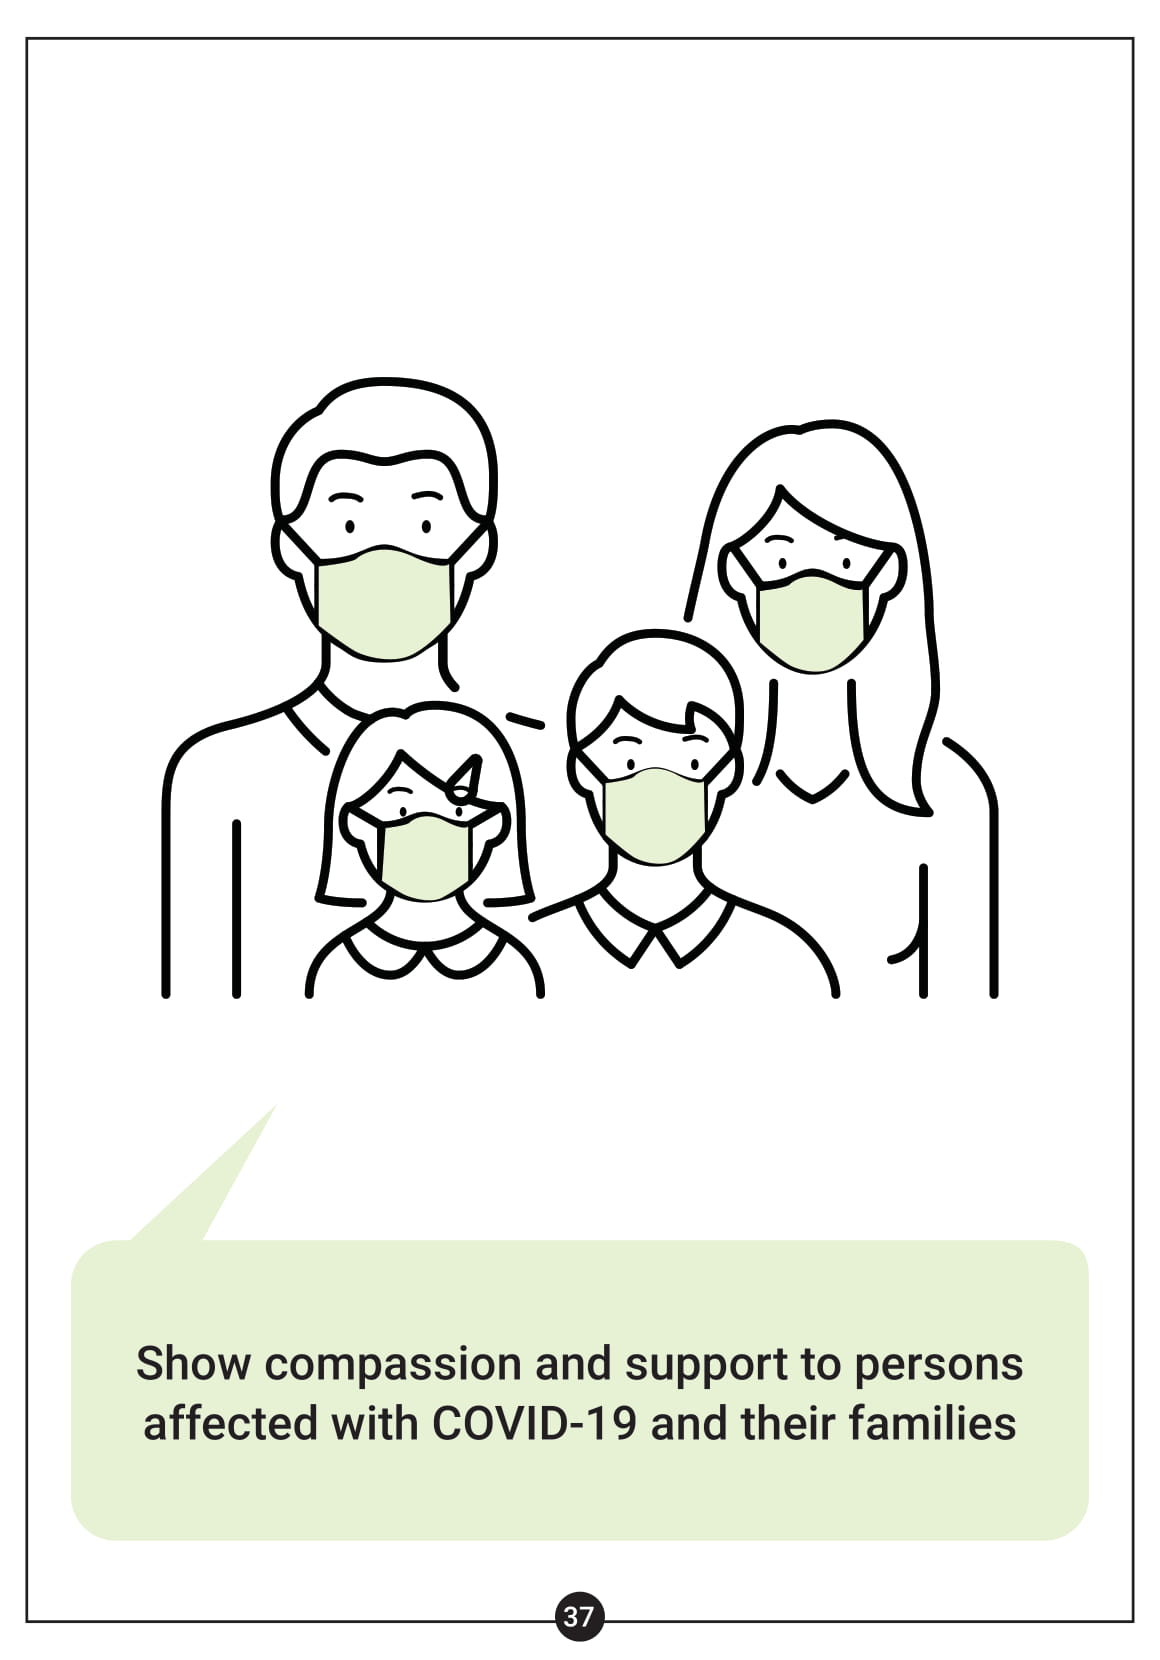 Show compassion and support to persons
affected with COVID-19 and their families
37